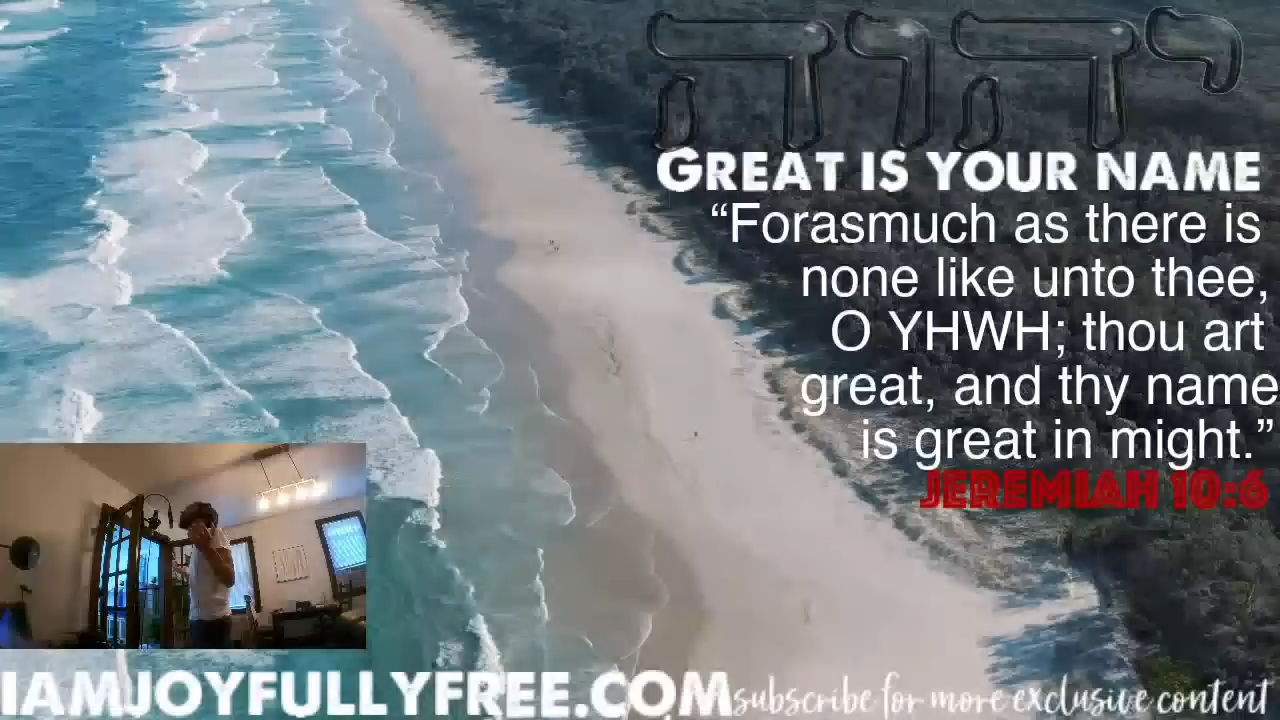 יהוה
GREAT IS YOUR NAME
“Forasmuch as there is
none like unto thee,
O YHWH; thou art
great, and thy name
is great in might.”
JEREMIAH 10:6
IAMJOYFULLYFREE.COM subscribe for more exclusive content